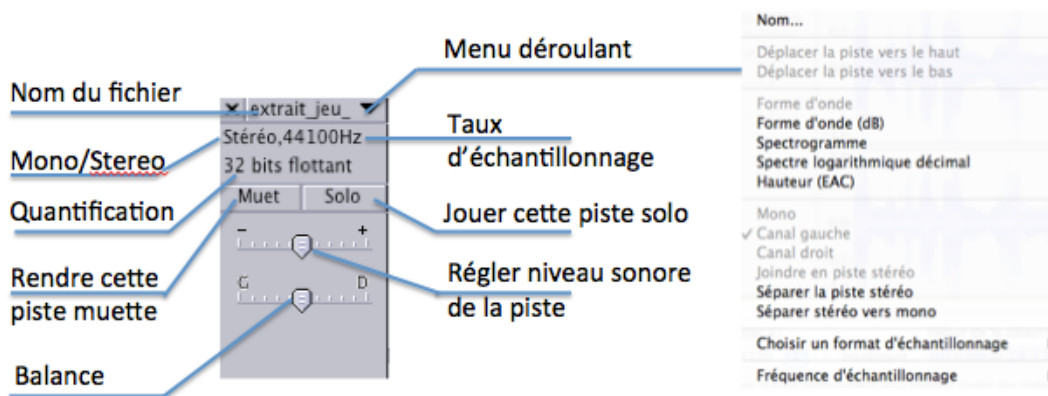 Nom du fichier
Mono/Stereo
Quantification
Rendre cette
piste muette
Balance
extrait_jeu_
Stéréo,44100Hz
32 bits flottant
Muet
Solo
-
+
G
D
Menu déroulant
Taux
d'échantillonnage
Jouer cette piste solo
Régler niveau sonore
de la piste
Nom...
Déplacer la piste vers le haut
Déplacer la piste vers le bas
Forme d'onde
Forme d'onde (dB)
Spectrogramme
Spectre logarithmique décimal
Hauteur (EAC)
Mono
✓ Canal gauche
Canal droit
Joindre en piste stéréo
Séparer la piste stéréo
Séparer stéréo vers mono
Choisir un format d'échantillonnage
Fréquence d'échantillonnage